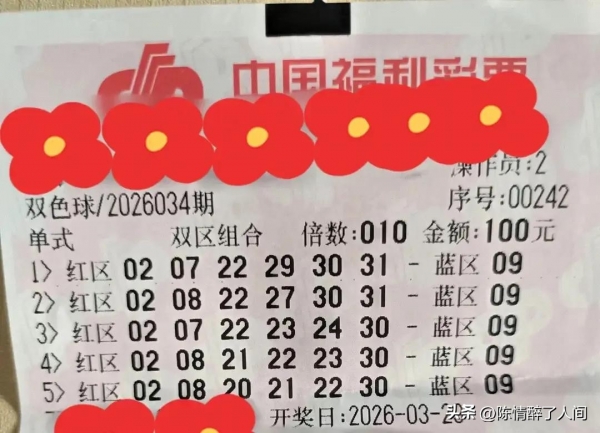 中国福利彩票
操作员:2
双色球/2026034期 序号:00242
单式 双区组合 倍数:010 金额:100元
1> 红区 02 07 22 29 30 31 - 蓝区 09
2> 红区 02 08 22 27 30 31 - 蓝区 09
3> 红区 02 07 22 23 24 30 - 蓝区 09
4> 红区 02 08 21 22 23 30 - 蓝区 09
5> 红区 02 08 20 21 22 30 - 蓝区 09
开奖日:2026-03-
头条 @陈情醉了人间